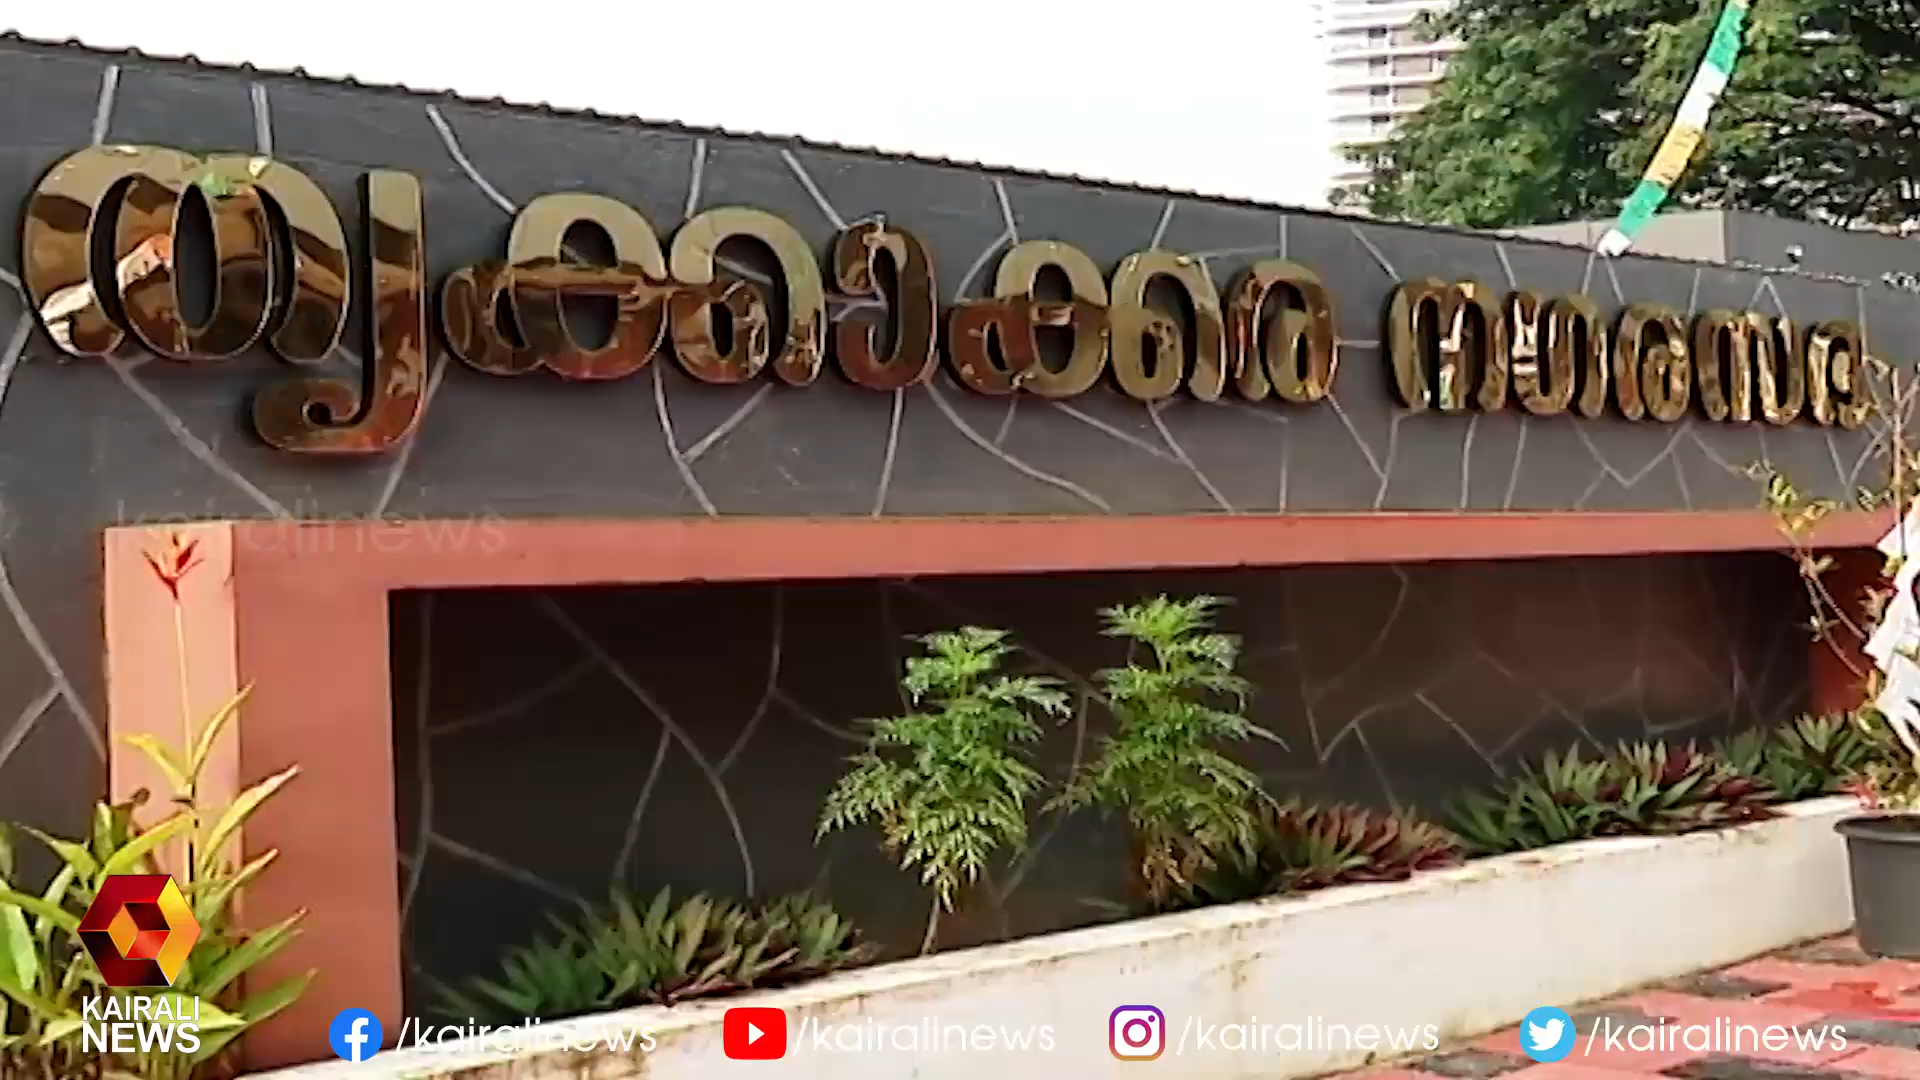 തൃക്കാക്കര നഗരസഭ
kairalinews
KAIRALI
NEWS
/kairalinews /kairalinews /kairalinews /kairalinews